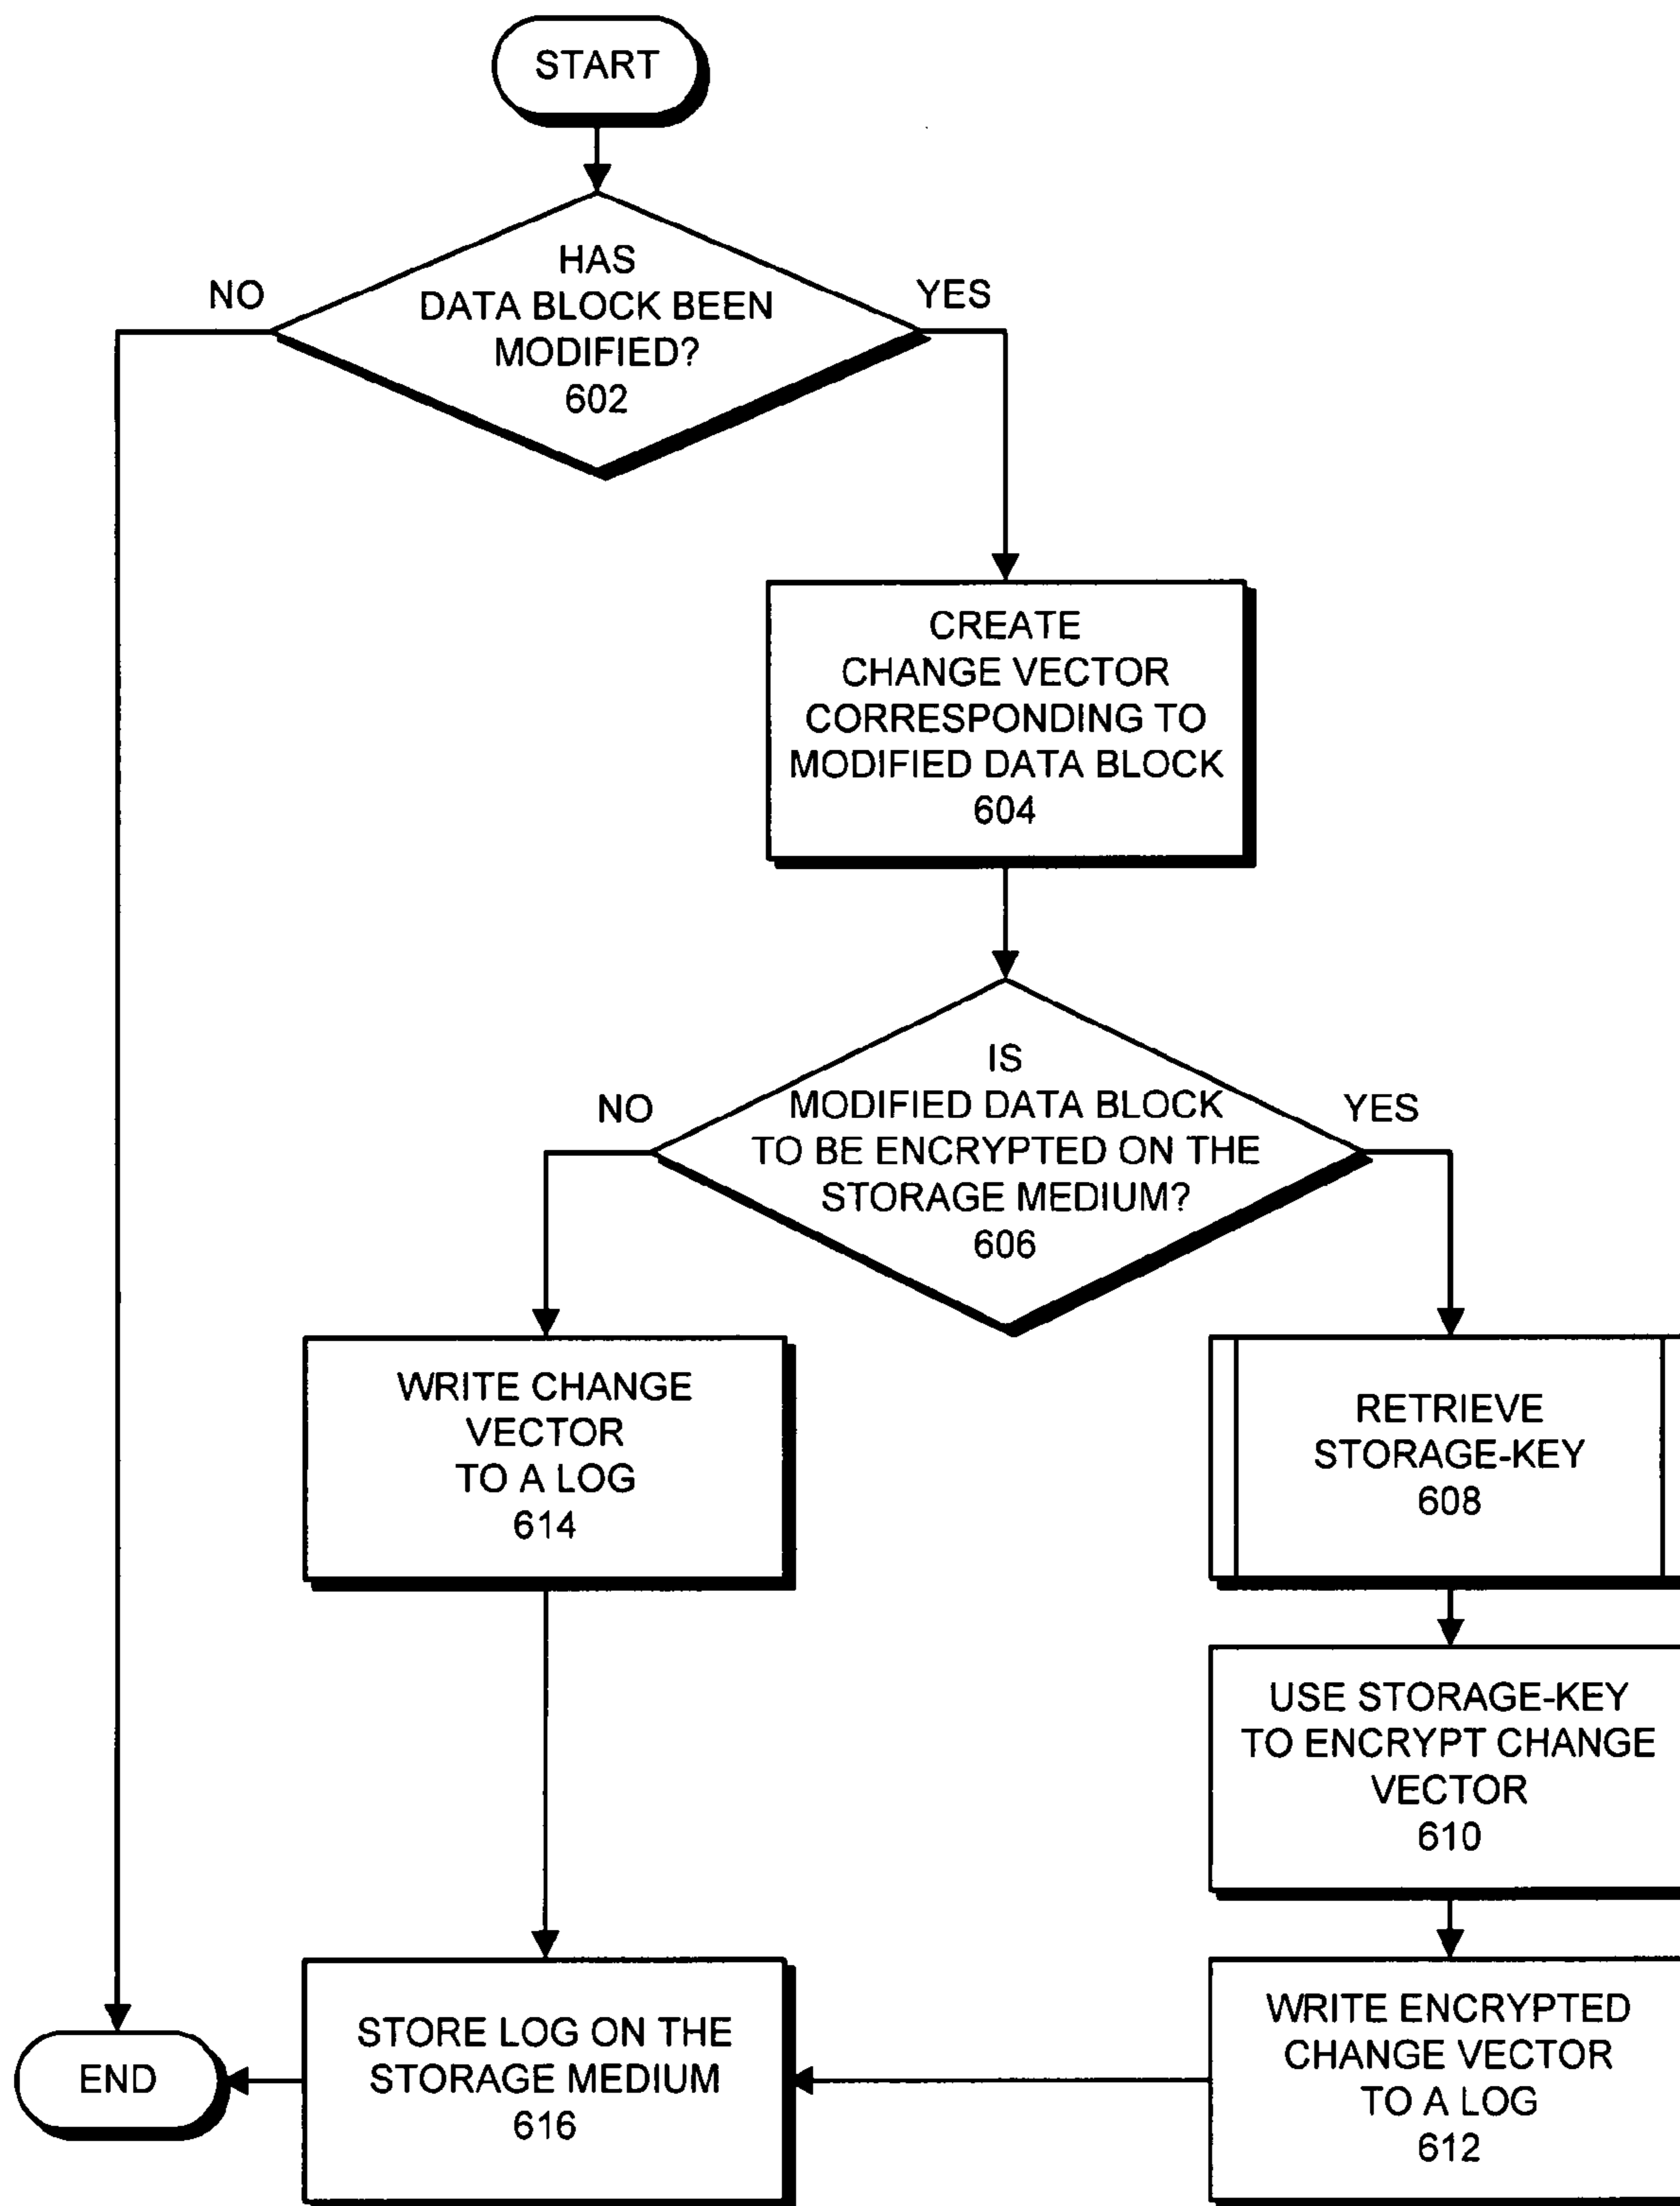 START
HAS
DATA BLOCK BEEN
MODIFIED?
602
NO
YES
CREATE
CHANGE VECTOR
CORRESPONDING TO
MODIFIED DATA BLOCK
604
IS
MODIFIED DATA BLOCK
TO BE ENCRYPTED ON THE
STORAGE MEDIUM?
606
NO
YES
WRITE CHANGE
VECTOR
TO A LOG
614
RETRIEVE
STORAGE-KEY
608
USE STORAGE-KEY
TO ENCRYPT CHANGE
VECTOR
610
WRITE ENCRYPTED
CHANGE VECTOR
TO A LOG
612
STORE LOG ON THE
STORAGE MEDIUM
616
END